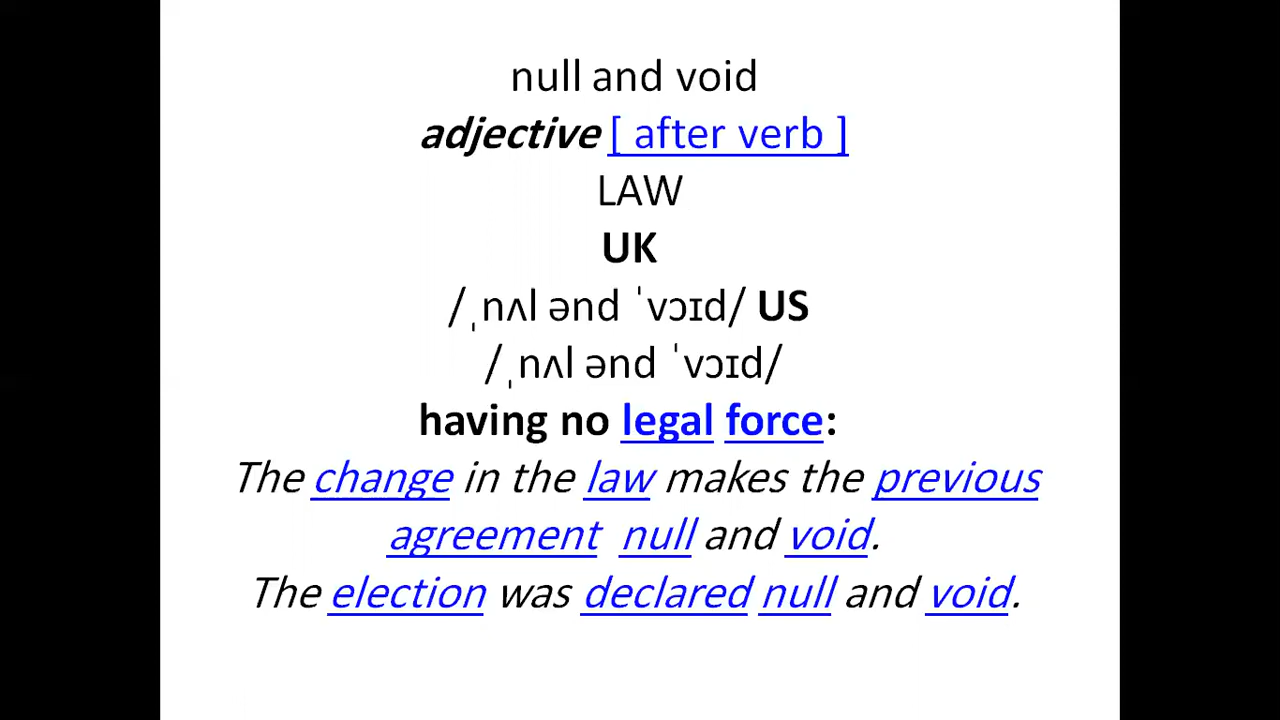 null and void
adjective [ after verb ]
LAW
UK
/ˌnʌl ənd ˈvɔɪd/ US
/ˌnʌl ənd ˈvɔɪd/
having no legal force:
The change in the law makes the previous
agreement null and void.
The election was declared null and void.